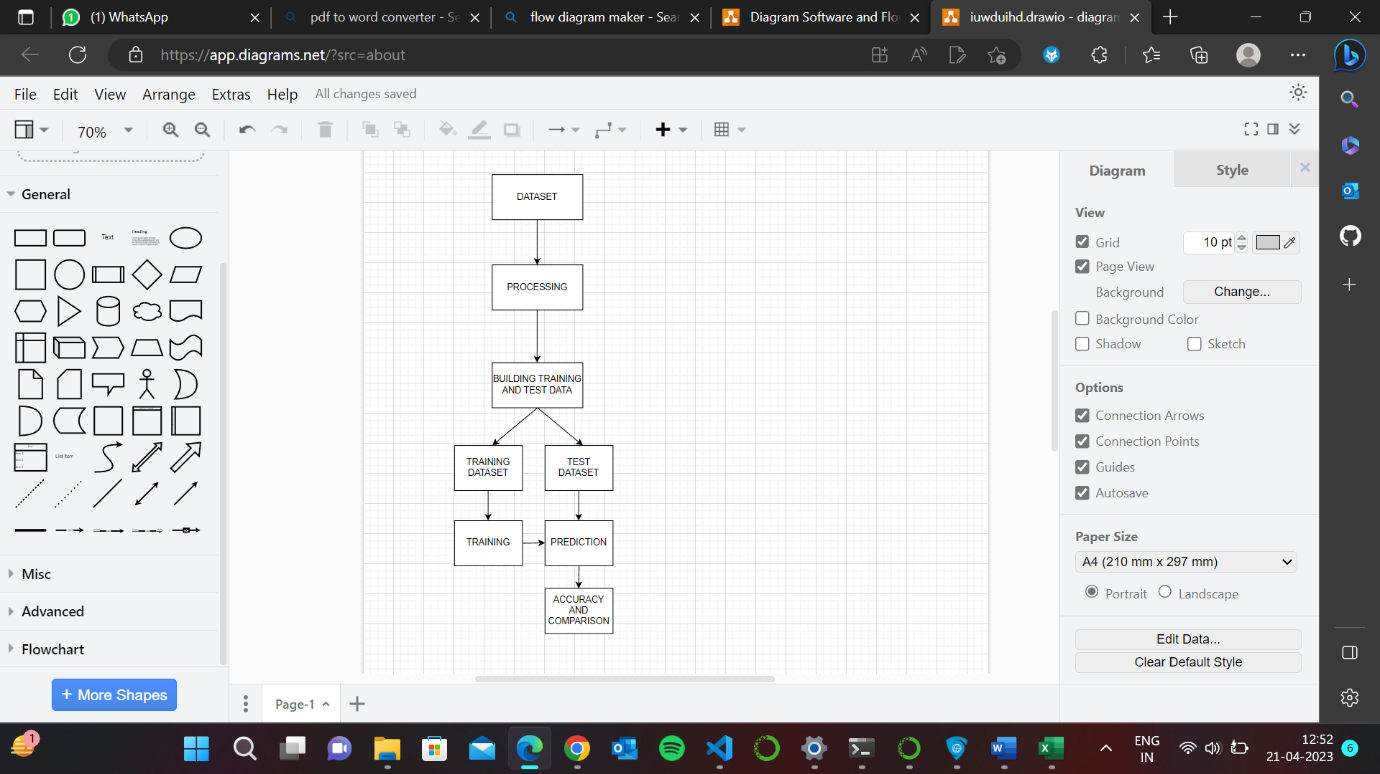 (1) WhatsApp
pdf to word converter - Se
flow diagram maker - Sear
Diagram Software and Flo
iuwduihd.drawio - diagram
https://app.diagrams.net/?src=about
File Edit View Arrange Extras Help All changes saved
70%
General
Text
Heading
List Item
Misc
Advanced
Flowchart
+ More Shapes
DATASET
PROCESSING
BUILDING TRAINING
AND TEST DATA
TRAINING
DATASET
TEST
DATASET
TRAINING
PREDICTION
ACCURACY
AND
COMPARISON
Page-1
Diagram
Style
View
Grid
10 pt
Page View
Background
Change...
Background Color
Shadow
Sketch
Options
Connection Arrows
Connection Points
Guides
Autosave
Paper Size
A4 (210 mm x 297 mm)
Portrait
Landscape
Edit Data...
Clear Default Style
1
ENG
IN
12:52
21-04-2023
6